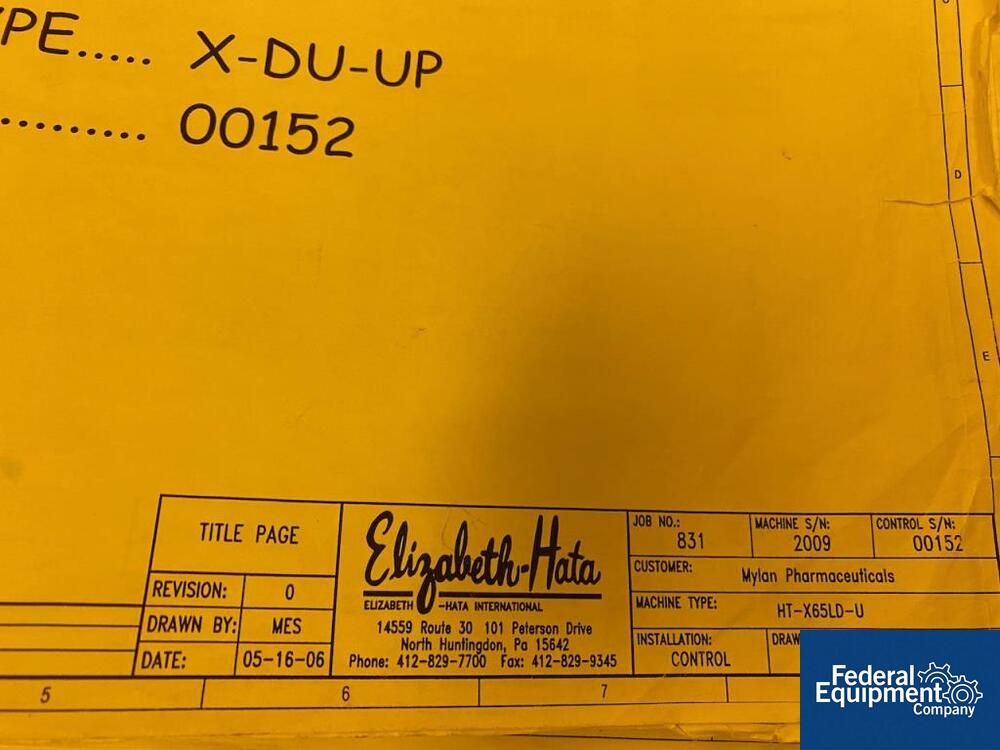 ..... X-DU-UP
......... 00152
D
E
TITLE PAGE
REVISION: 0
DRAWN BY: MES
DATE: 05-16-06
Elizabeth-Hata
ELIZABETH -HATA INTERNATIONAL
14559 Route 30 101 Peterson Drive
North Huntingdon, Pa 15642
Phone: 412-829-7700 Fax: 412-829-9345
JOB NO.: 831
MACHINE S/N: 2009
CONTROL S/N: 00152
CUSTOMER: Mylan Pharmaceuticals
MACHINE TYPE: HT-X65LD-U
INSTALLATION: CONTROL
5 6 7
Federal
Equipment
Company